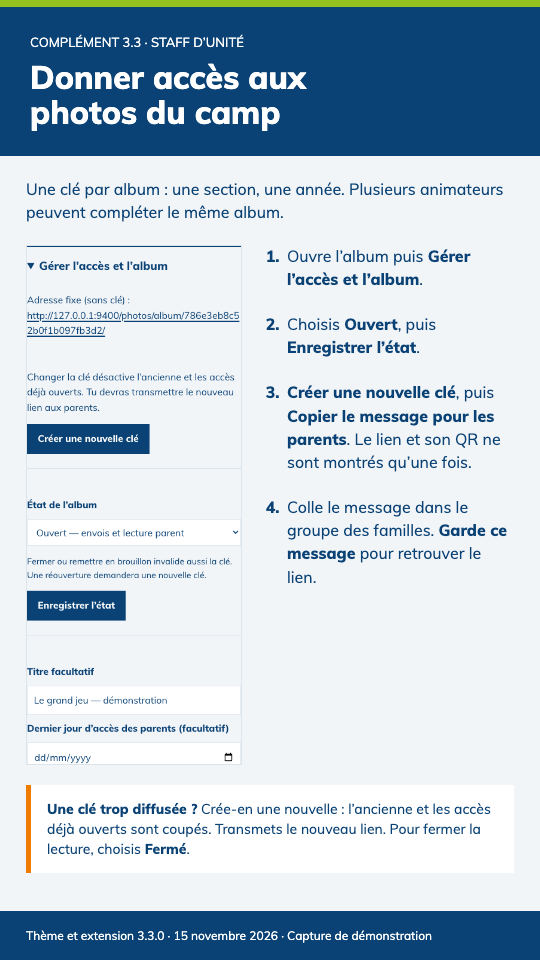 COMPLÉMENT 3.3 · STAFF D’UNITÉ
Donner accès aux
photos du camp
Une clé par album : une section, une année. Plusieurs animateurs
peuvent compléter le même album.
▼ Gérer l’accès et l’album
Adresse fixe (sans clé) :
http://127.0.0.1:9400/photos/album/786e3eb8c5
2b0f1b097fb3d2/
Changer la clé désactive l’ancienne et les accès
déjà ouverts. Tu devras transmettre le nouveau
lien aux parents.
Créer une nouvelle clé
État de l’album
Ouvert — envois et lecture parent
Fermer ou remettre en brouillon invalide aussi la clé.
Une réouverture demandera une nouvelle clé.
Enregistrer l’état
Titre facultatif
Le grand jeu — démonstration
Dernier jour d’accès des parents (facultatif)
dd/mm/yyyy
1. Ouvre l’album puis Gérer
l’accès et l’album.
2. Choisis Ouvert, puis
Enregistrer l’état.
3. Créer une nouvelle clé, puis
Copier le message pour les
parents. Le lien et son QR ne
sont montrés qu’une fois.
4. Colle le message dans le
groupe des familles. Garde ce
message pour retrouver le
lien.
Une clé trop diffusée ? Crée-en une nouvelle : l’ancienne et les accès
déjà ouverts sont coupés. Transmets le nouveau lien. Pour fermer la
lecture, choisis Fermé.
Thème et extension 3.3.0 · 15 novembre 2026 · Capture de démonstration